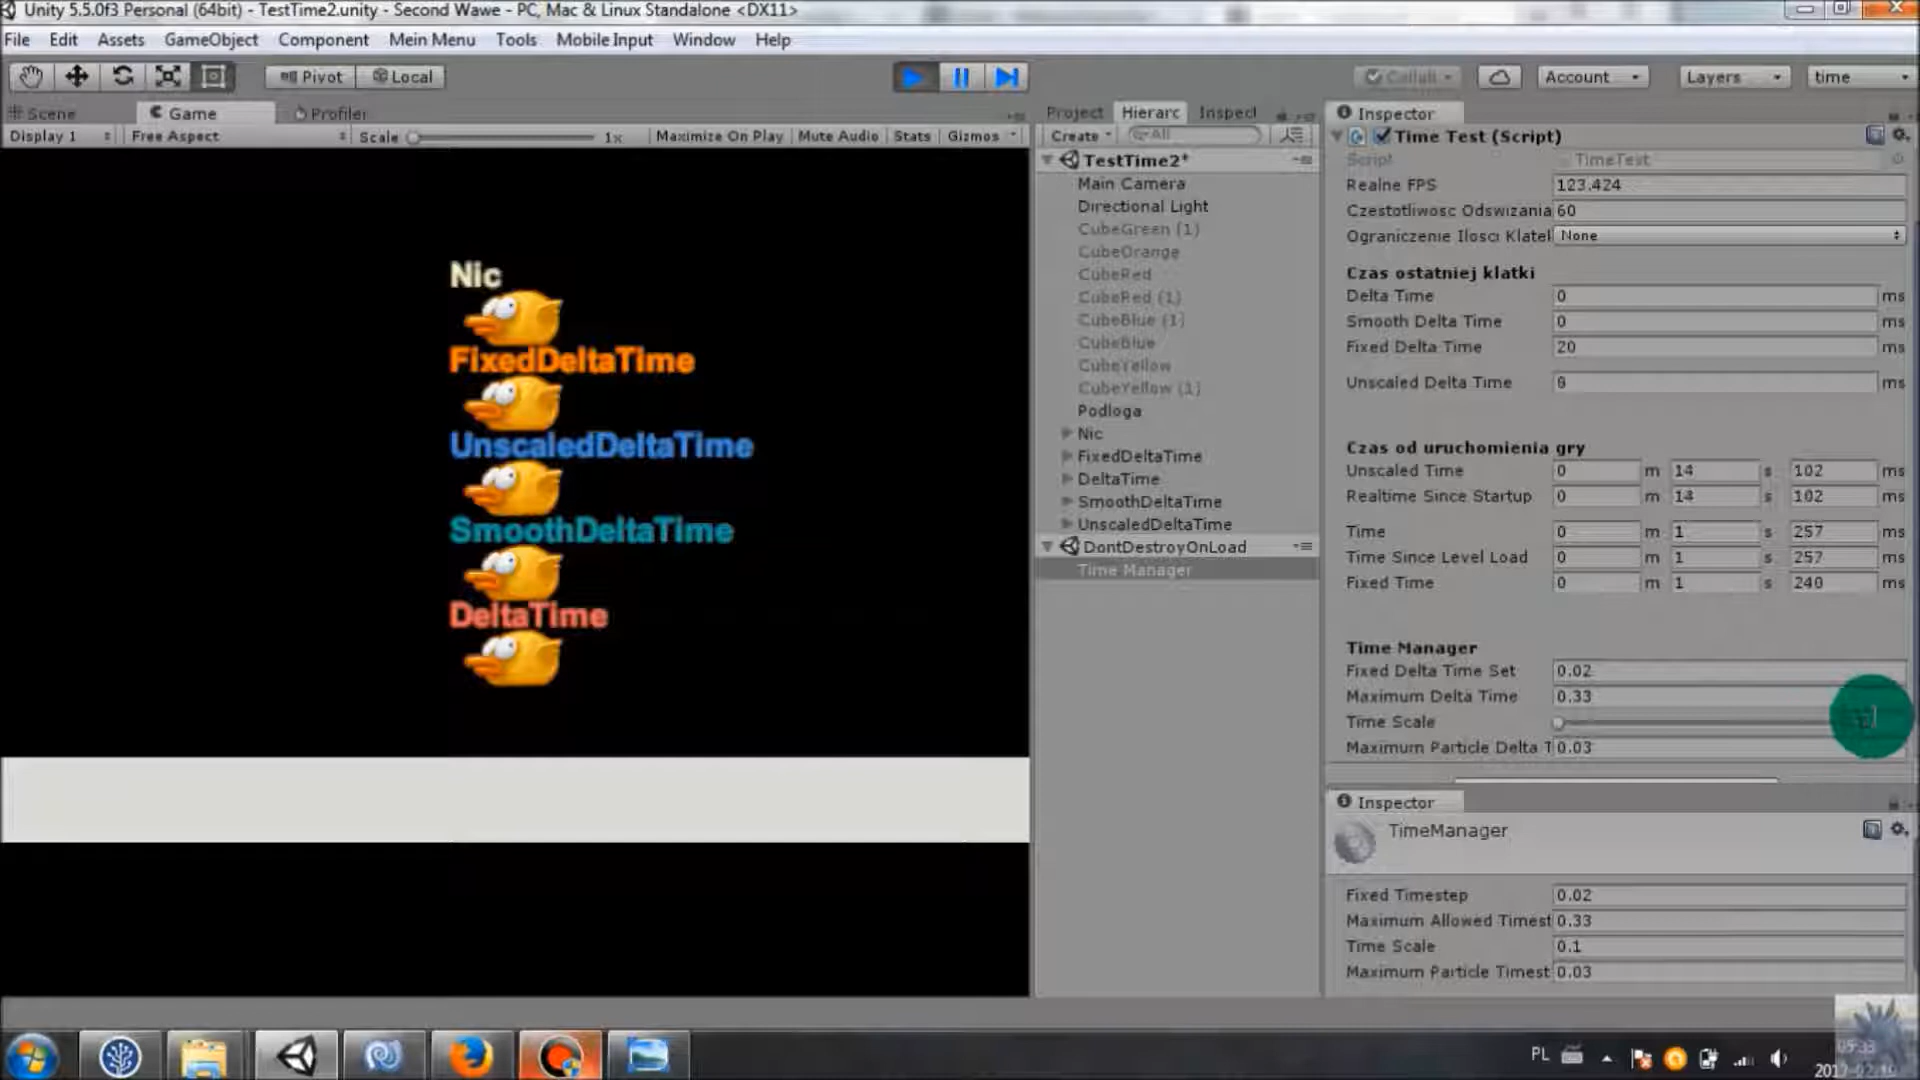 Unity 5.5.0f3 Personal (64bit) - TestTime2.unity - Second Wawe - PC, Mac & Linux Standalone <DX11>
File Edit Assets GameObject Component Mein Menu Tools Mobile Input Window Help
Pivot Local Collab Account Layers time
Scene Game Profiler
Display 1 Free Aspect Scale 1x Maximize On Play Mute Audio Stats Gizmos
Nic
FixedDeltaTime
UnscaledDeltaTime
SmoothDeltaTime
DeltaTime
Project Hierarc Inspect
Create All
TestTime2*
Main Camera
Directional Light
CubeGreen (1)
CubeOrange
CubeRed
CubeRed (1)
CubeBlue (1)
CubeBlue
CubeYellow
CubeYellow (1)
Podloga
Nic
FixedDeltaTime
DeltaTime
SmoothDeltaTime
UnscaledDeltaTime
DontDestroyOnLoad
Time Manager
Inspector
Time Test (Script)
Script TimeTest
Realne FPS 123.424
Czestotliwosc Odswizania 60
Ograniczenie Ilosci Klatel None
Czas ostatniej klatki
Delta Time 0 ms
Smooth Delta Time 0 ms
Fixed Delta Time 20 ms
Unscaled Delta Time ms
Czas od uruchomienia gry
Unscaled Time 0 m 14 s 102 ms
Realtime Since Startup 0 m 14 s 102 ms
Time 0 m 1 s 257 ms
Time Since Level Load 0 m 1 s 257 ms
Fixed Time 0 m 1 s 240 ms
Time Manager
Fixed Delta Time Set 0.02
Maximum Delta Time 0.33
Time Scale
Maximum Particle Delta T 0.03
Inspector
TimeManager
Fixed Timestep 0.02
Maximum Allowed Timest 0.33
Time Scale 0.1
Maximum Particle Timest 0.03
PL
05:33